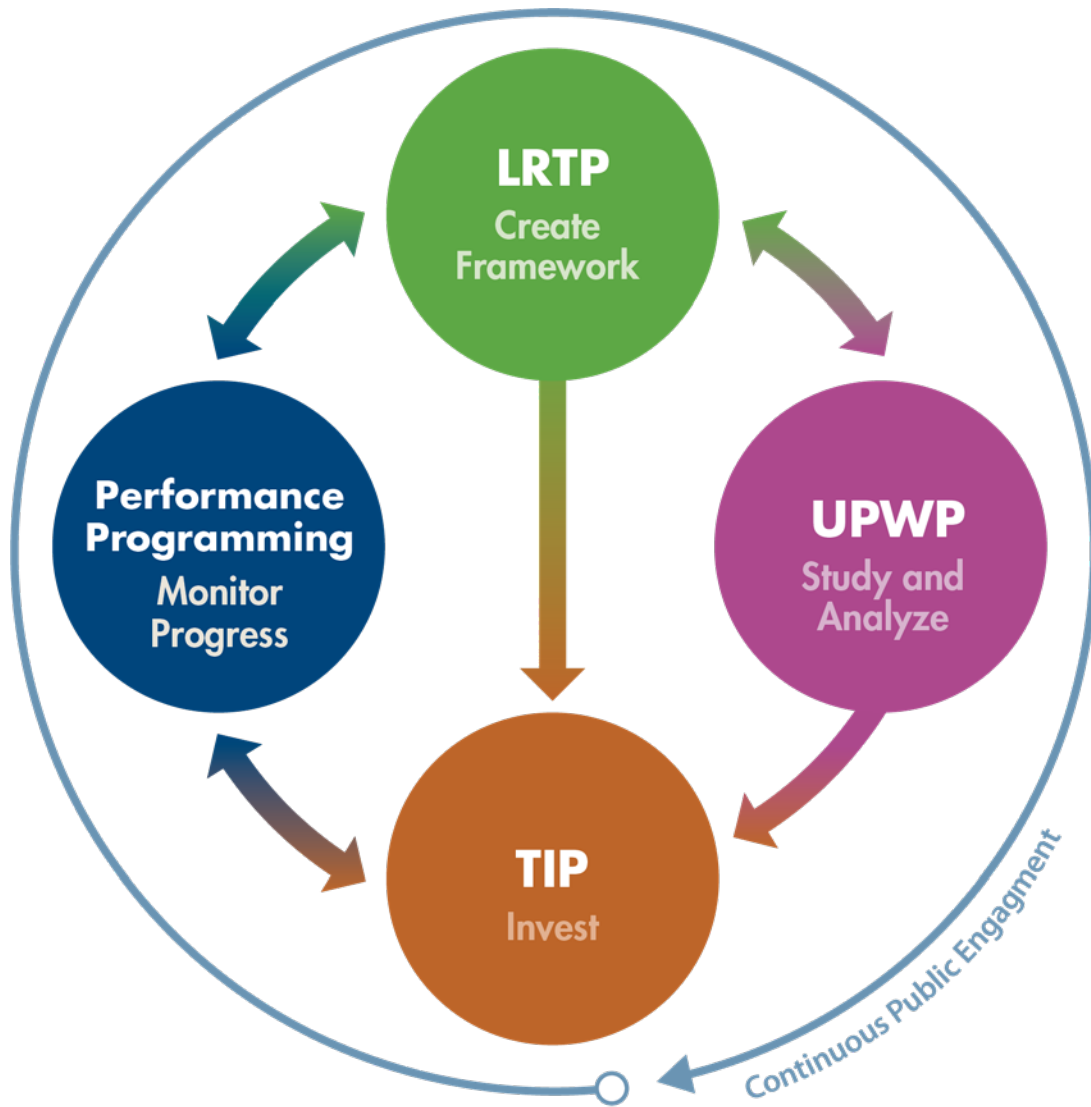 LRTP
Create
Framework
Performance
Programming
Monitor
Progress
UPWP
Study and
Analyze
TIP
Invest
Continuous Public Engagment